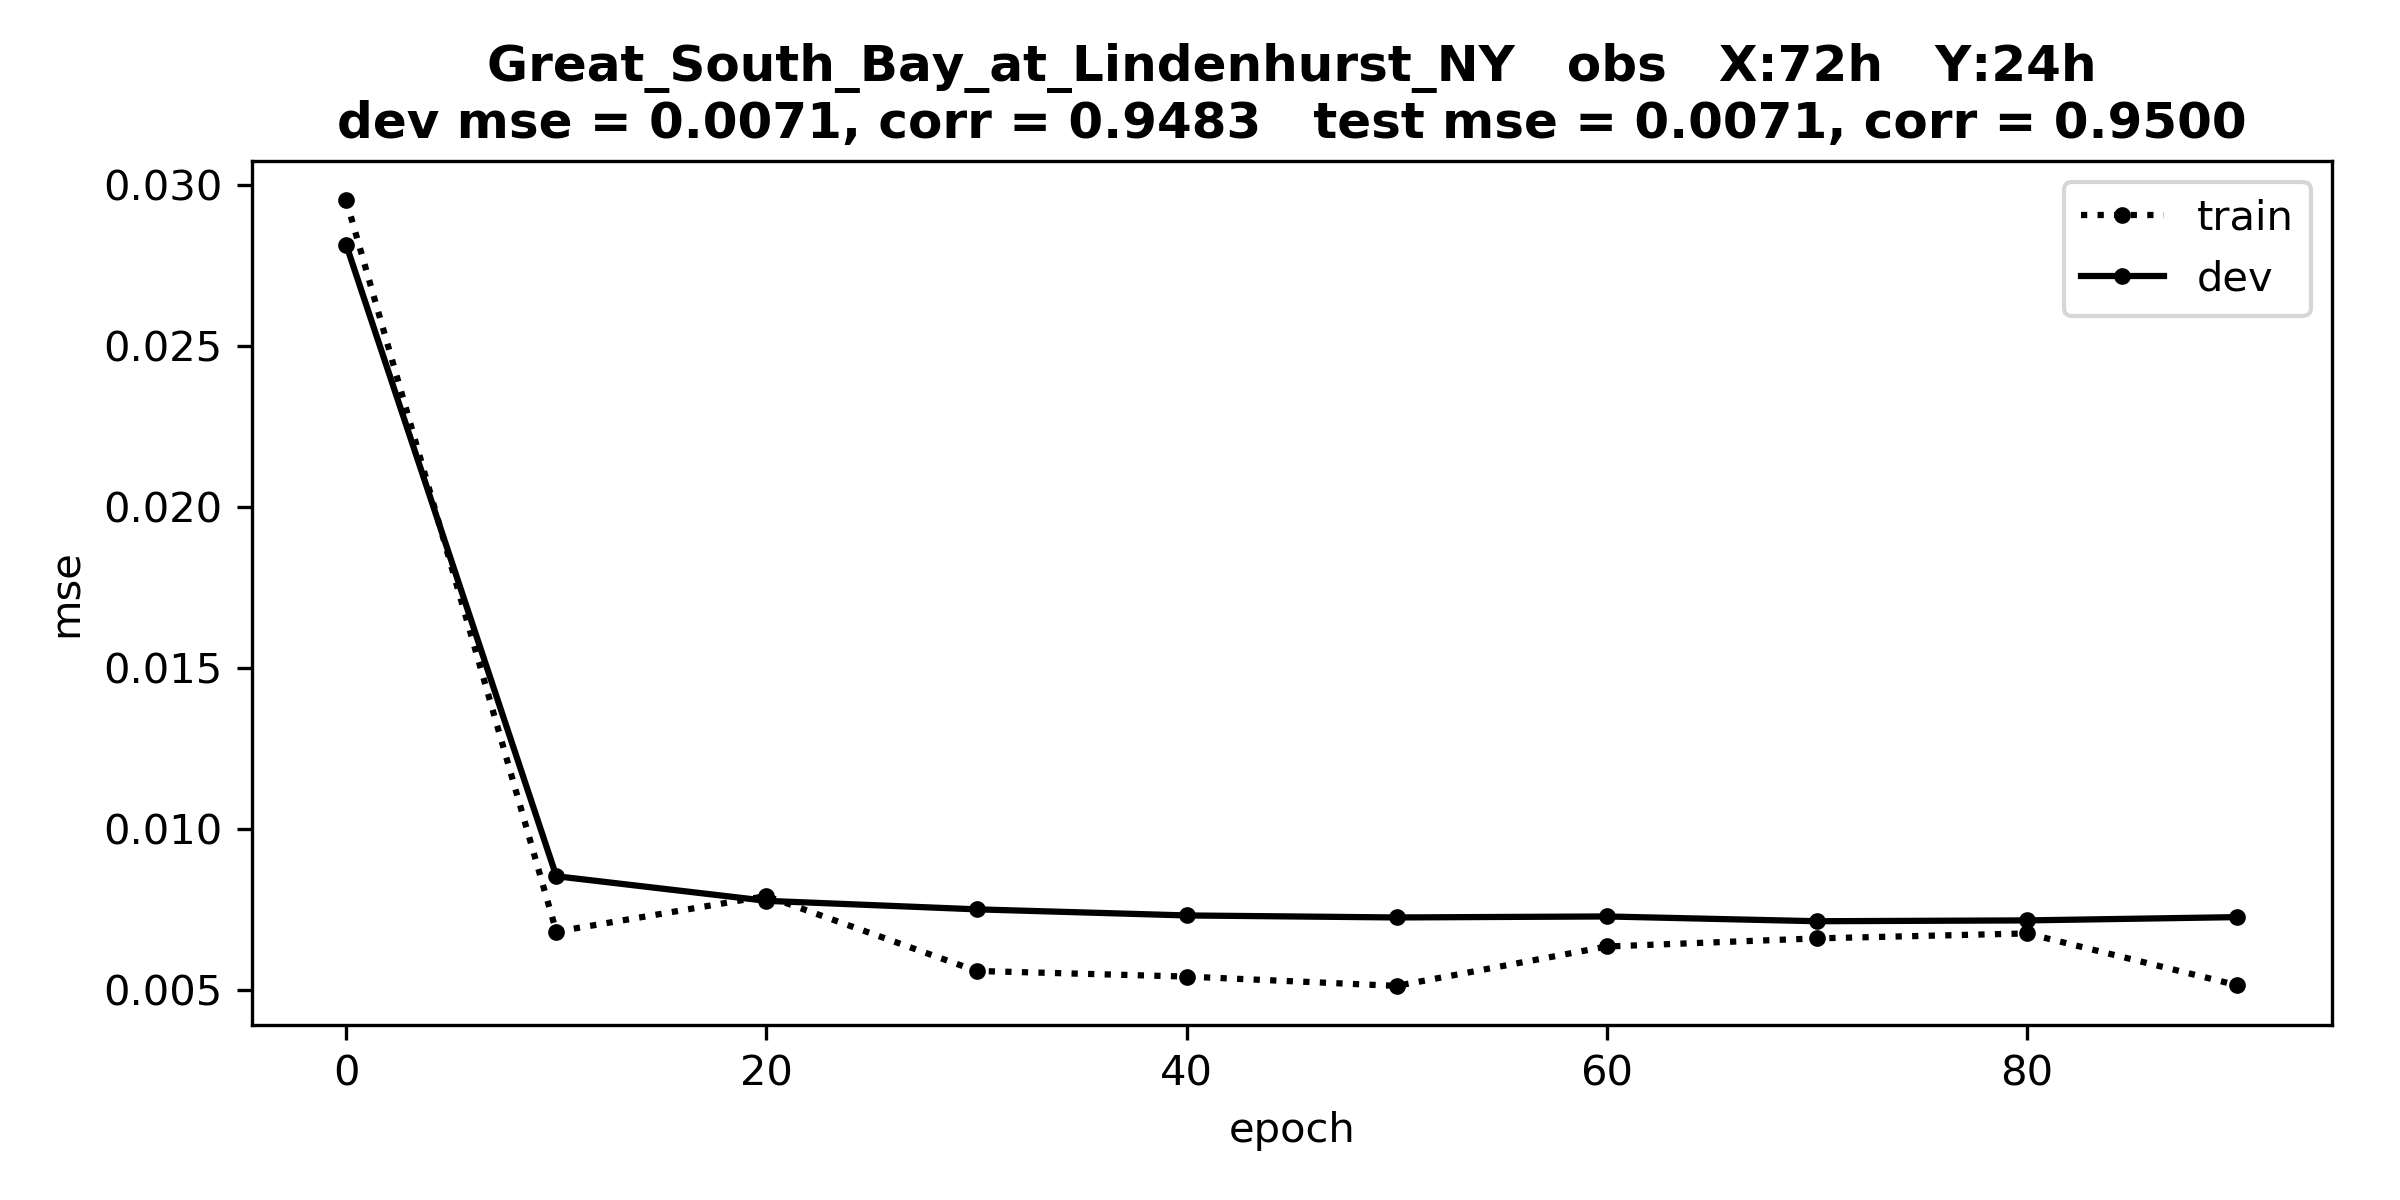 Great_South_Bay_at_Lindenhurst_NY obs X:72h Y:24h
dev mse = 0.0071, corr = 0.9483 test mse = 0.0071, corr = 0.9500
0.030
0.025
0.020
0.015
0.010
0.005
mse
train
dev
0 20 40 60 80
epoch